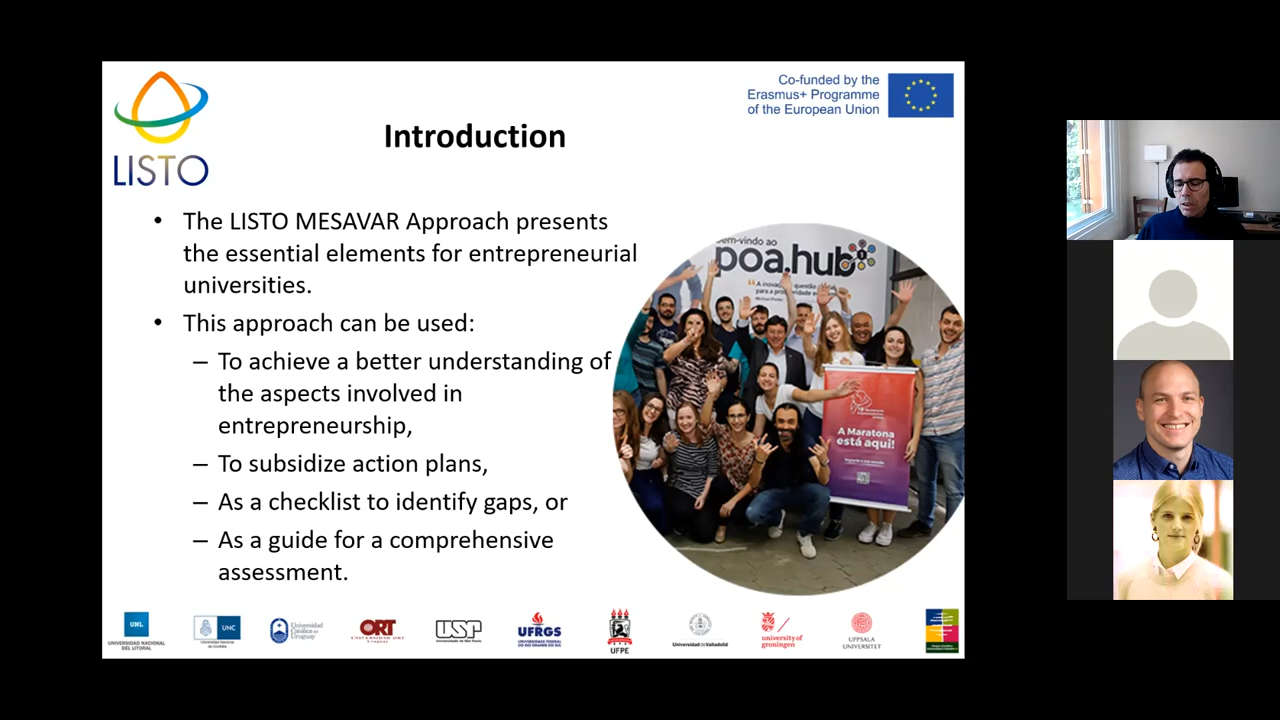 LISTO
Co-funded by the
Erasmus+ Programme
of the European Union
Introduction
• The LISTO MESAVAR Approach presents
the essential elements for entrepreneurial
universities.
• This approach can be used:
– To achieve a better understanding of
the aspects involved in
entrepreneurship,
– To subsidize action plans,
– As a checklist to identify gaps, or
– As a guide for a comprehensive
assessment.
bem-vindo ao
poa.hub
A Maratona
está aqui!
UNL
UNIVERSIDAD NACIONAL
DEL LITORAL
UNC
Universidad
Católica del
Uruguay
ORT
UNIVERSIDAD ORT
Uruguay
USP
Universidade de São Paulo
UFRGS
UNIVERSIDADE FEDERAL
DO RIO GRANDE DO SUL
UFPE
Universidad de Valladolid
university of
groningen
UPPSALA
UNIVERSITET